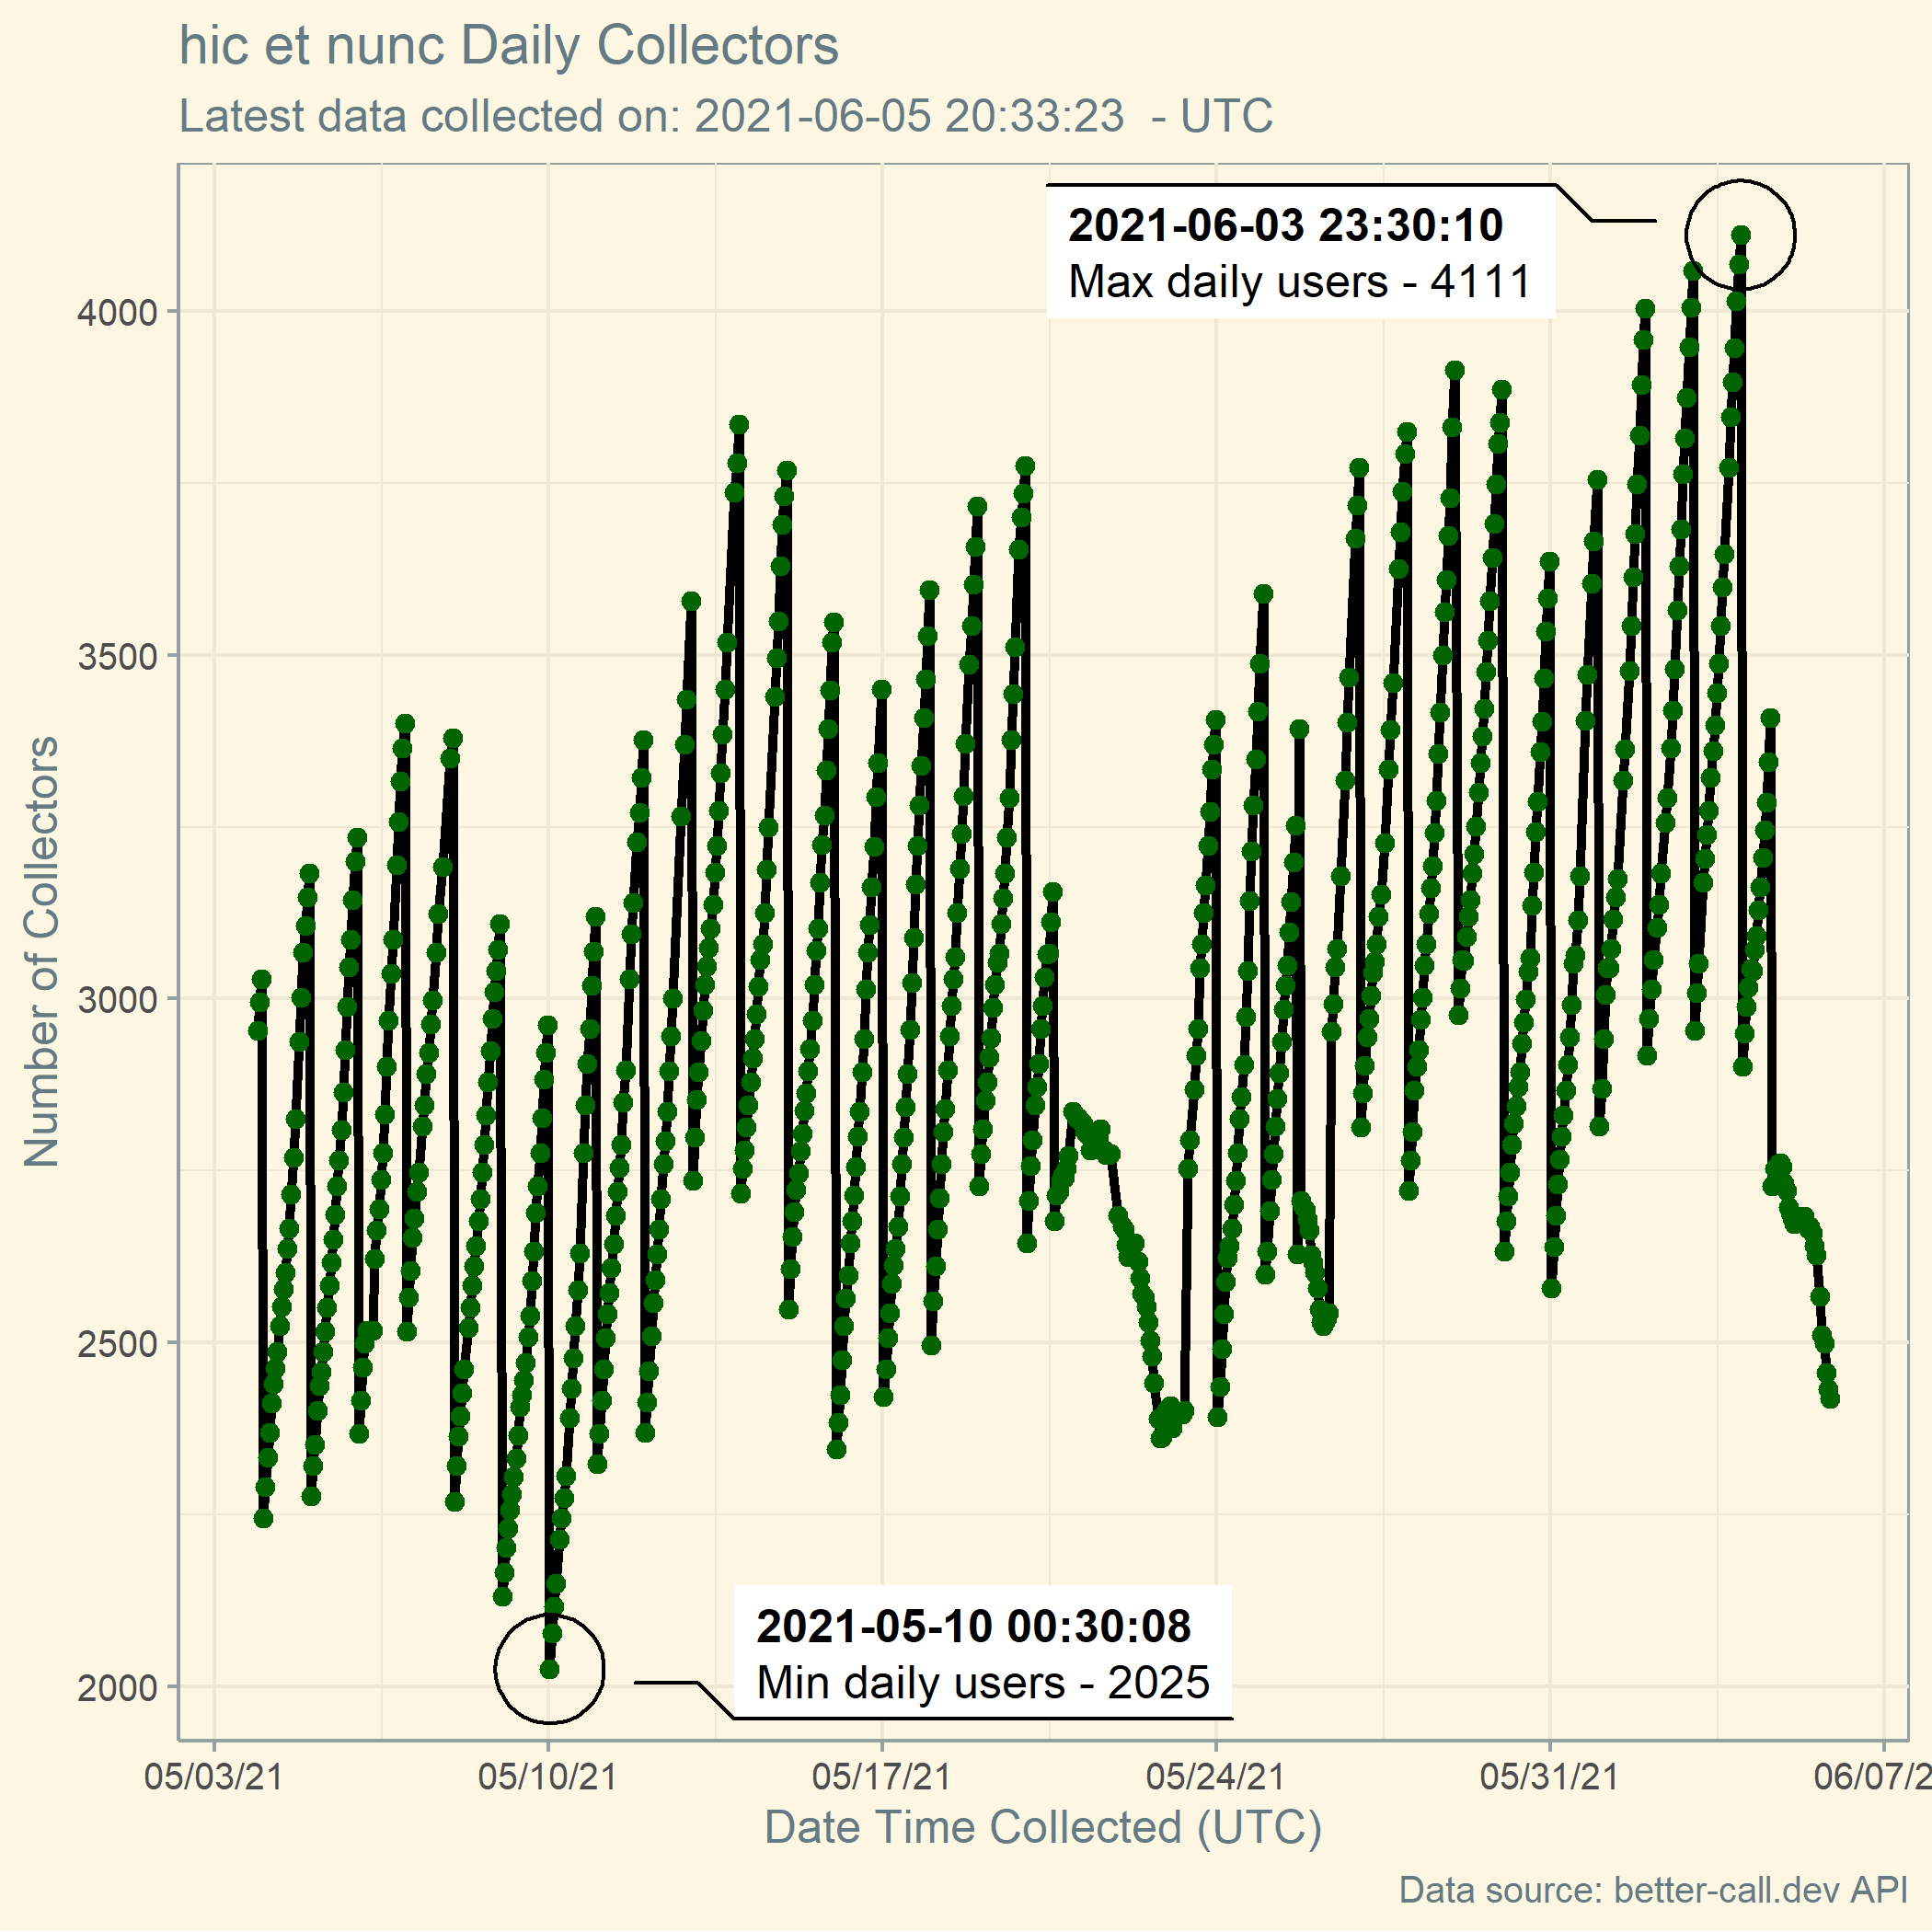 hic et nunc Daily Collectors
Latest data collected on: 2021-06-05 20:33:23  - UTC
2021-06-03 23:30:10
Max daily users - 4111
4000
3500
3000
2500
2000
Number of Collectors
2021-05-10 00:30:08
Min daily users - 2025
05/03/21 05/10/21 05/17/21 05/24/21 05/31/21 06/07/2
Date Time Collected (UTC)
Data source: better-call.dev API